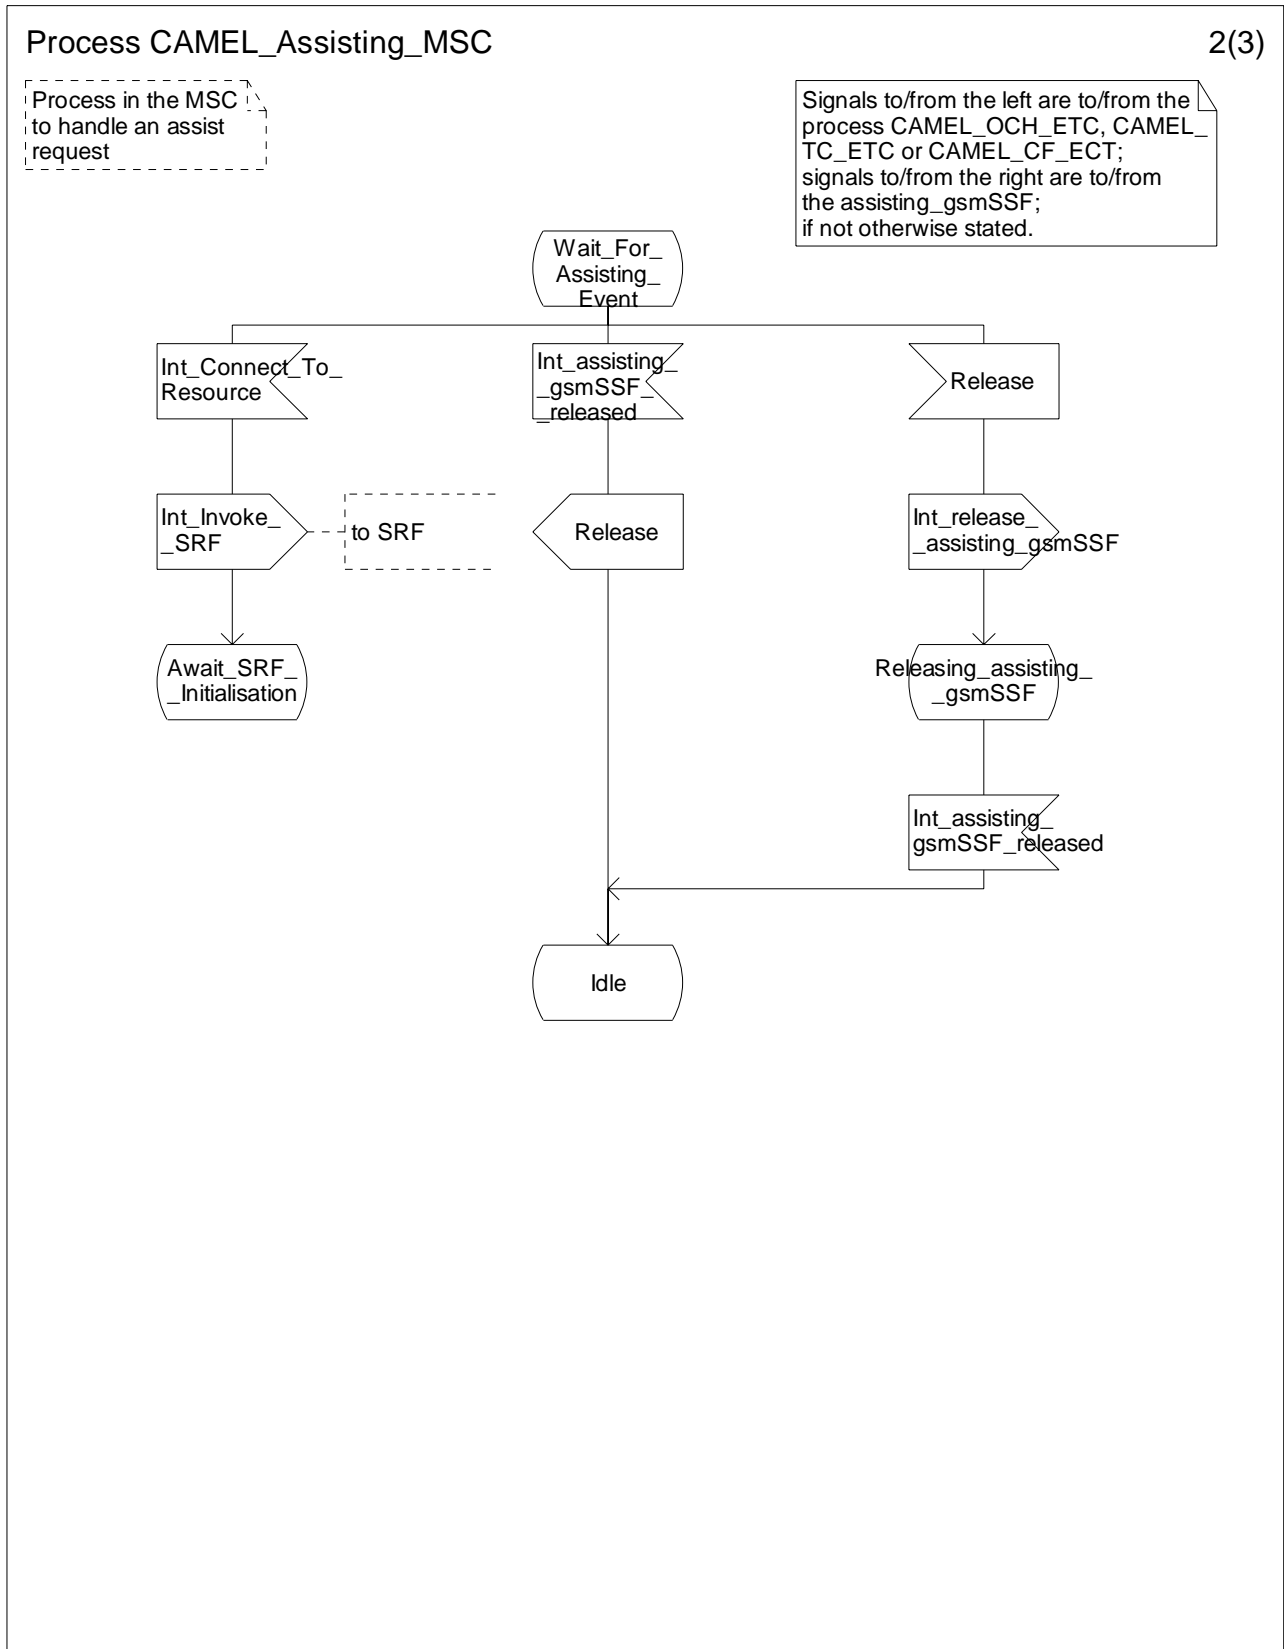 Process CAMEL_Assisting_MSC
2(3)
Process in the MSC
to handle an assist
request
Signals to/from the left are to/from the
process CAMEL_OCH_ETC, CAMEL_
TC_ETC or CAMEL_CF_ECT;
signals to/from the right are to/from
the assisting_gsmSSF;
if not otherwise stated.
Wait_For_
Assisting_
Event
Int_Connect_To_
Resource
Int_assisting_
_gsmSSF_
_released
Release
Int_Invoke_
_SRF
to SRF
Release
Int_release_
_assisting_gsmSSF
Await_SRF_
_Initialisation
Releasing_assisting_
_gsmSSF
Int_assisting_
gsmSSF_released
Idle